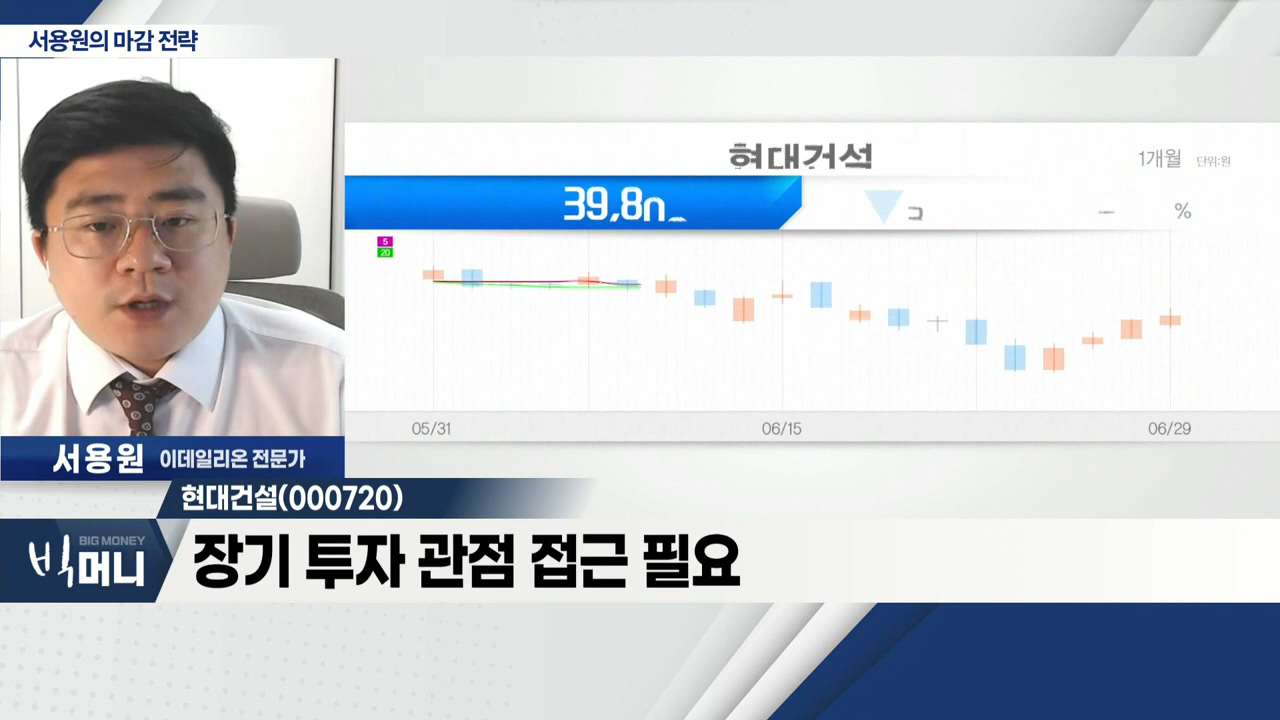 서용원의 마감 전략
현대건설
1개월 단위:원
%
5
20
05/31 06/15 06/29
서용원 이데일리온 전문가
현대건설(000720)
BIG MONEY
빅머니
장기 투자 관점 접근 필요